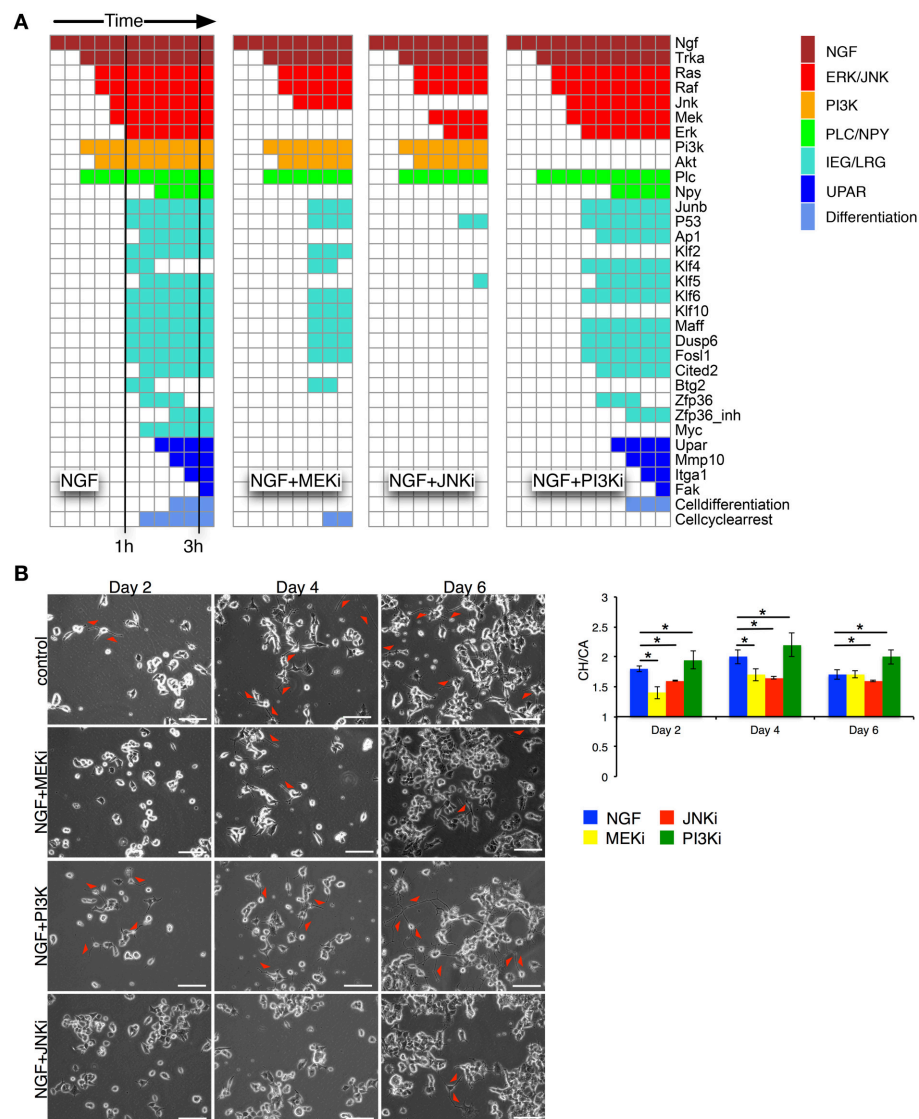 A
Time
Ngf
Trka
Ras
Raf
Jnk
Mek
Erk
Pi3k
Akt
Plc
Npy
Junb
P53
Ap1
Klf2
Klf4
Klf5
Klf6
Klf10
Maff
Dusp6
Fosl1
Cited2
Btg2
Zfp36
Zfp36_inh
Myc
Upar
Mmp10
Itga1
Fak
Celldifferentiation
Cellcyclearrest
NGF
NGF+MEKi
NGF+JNKi
NGF+PI3Ki
1h
3h
NGF
ERK/JNK
PI3K
PLC/NPY
IEG/LRG
UPAR
Differentiation
B
Day 2
Day 4
Day 6
control
NGF+MEKi
NGF+PI3K
NGF+JNKi
CH/CA
3
2.5
2
1.5
1
0.5
0
*
*
*
*
*
*
*
*
Day 2
Day 4
Day 6
NGF
JNKi
MEKi
PI3Ki